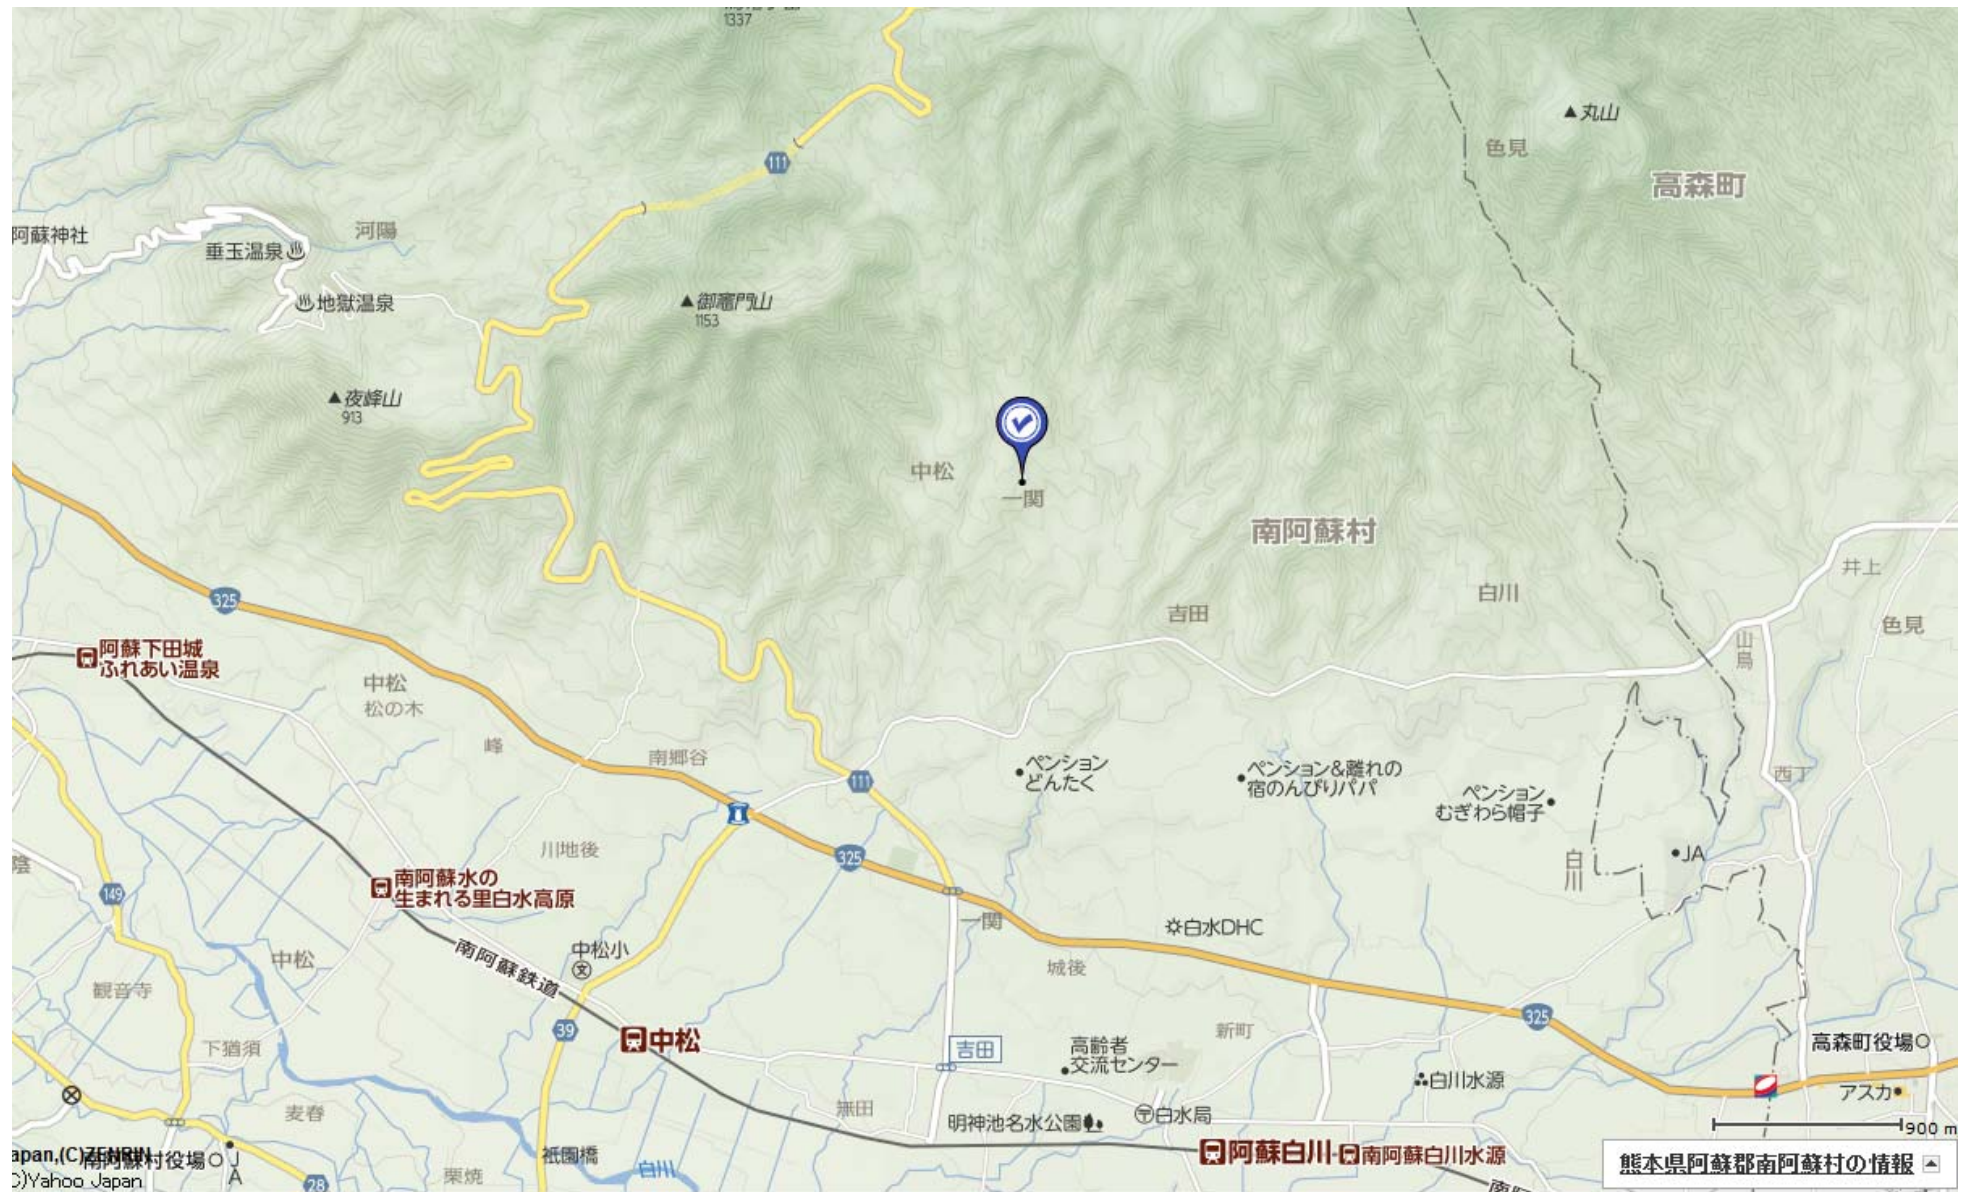 1337
丸山
111
色見
高森町
河陽
阿蘇神社
垂玉温泉
地獄温泉
御竈門山
1153
夜峰山
913
中松
一関
南阿蘇村
井上
325
白川
吉田
色見
山鳥
阿蘇下田城
ふれあい温泉
中松
松の木
峰
南郷谷
ペンション
どんたく
ペンション&離れの
宿のんびりパパ
ペンション
むぎわら帽子
西丁
111
JA
白川
川地後
325
陰
149
南阿蘇水の
生まれる里白水高原
一関
白水DHC
中松小
文
南阿蘇鉄道
中松
城後
観音寺
325
39
新町
下猶須
中松
吉田
高齢者
交流センター
高森町役場
白川水源
アスカ
麦春
無田
明神池名水公園
白水局
900 m
祇園橋
白川
阿蘇白川
南阿蘇白川水源
apan,(C)ZENRIN
南阿蘇村役場
J
A
C)Yahoo Japan
28
栗焼
熊本県阿蘇郡南阿蘇村の情報